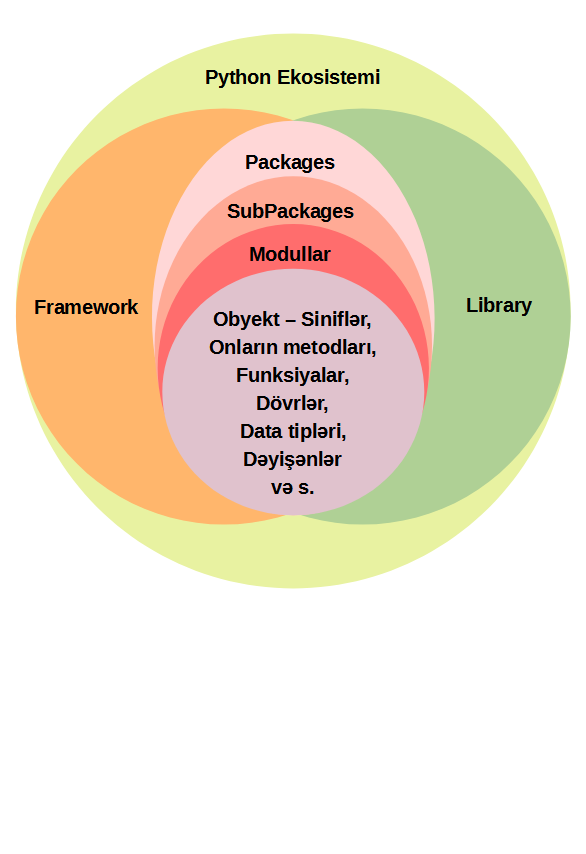 Python Ekosistemi
Packages
SubPackages
Modullar
Framework
Library
Obyekt – Siniflər,
Onların metodları,
Funksiyalar,
Dövrlər,
Data tipləri,
Dəyişənlər
və s.